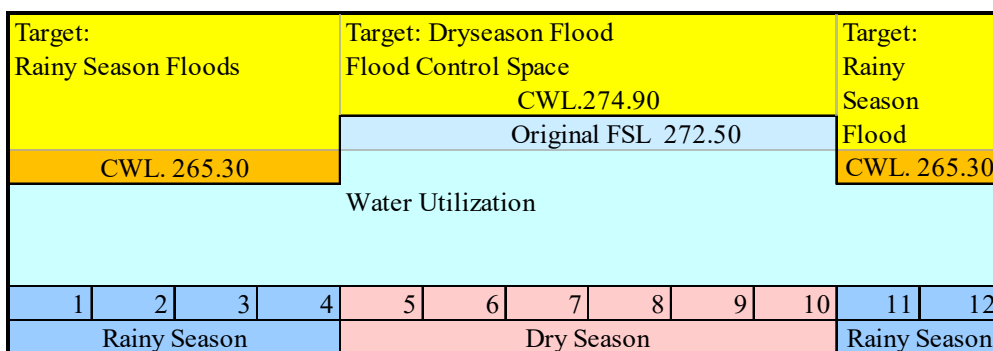 Target:
Rainy Season Floods
CWL. 265.30
Target: Dryseason Flood
Flood Control Space
CWL.274.90
Original FSL 272.50
Target:
Rainy
Season
Flood
CWL. 265.30
Water Utilization
1 2 3 4 5 6 7 8 9 10 11 12
Rainy Season Dry Season Rainy Season